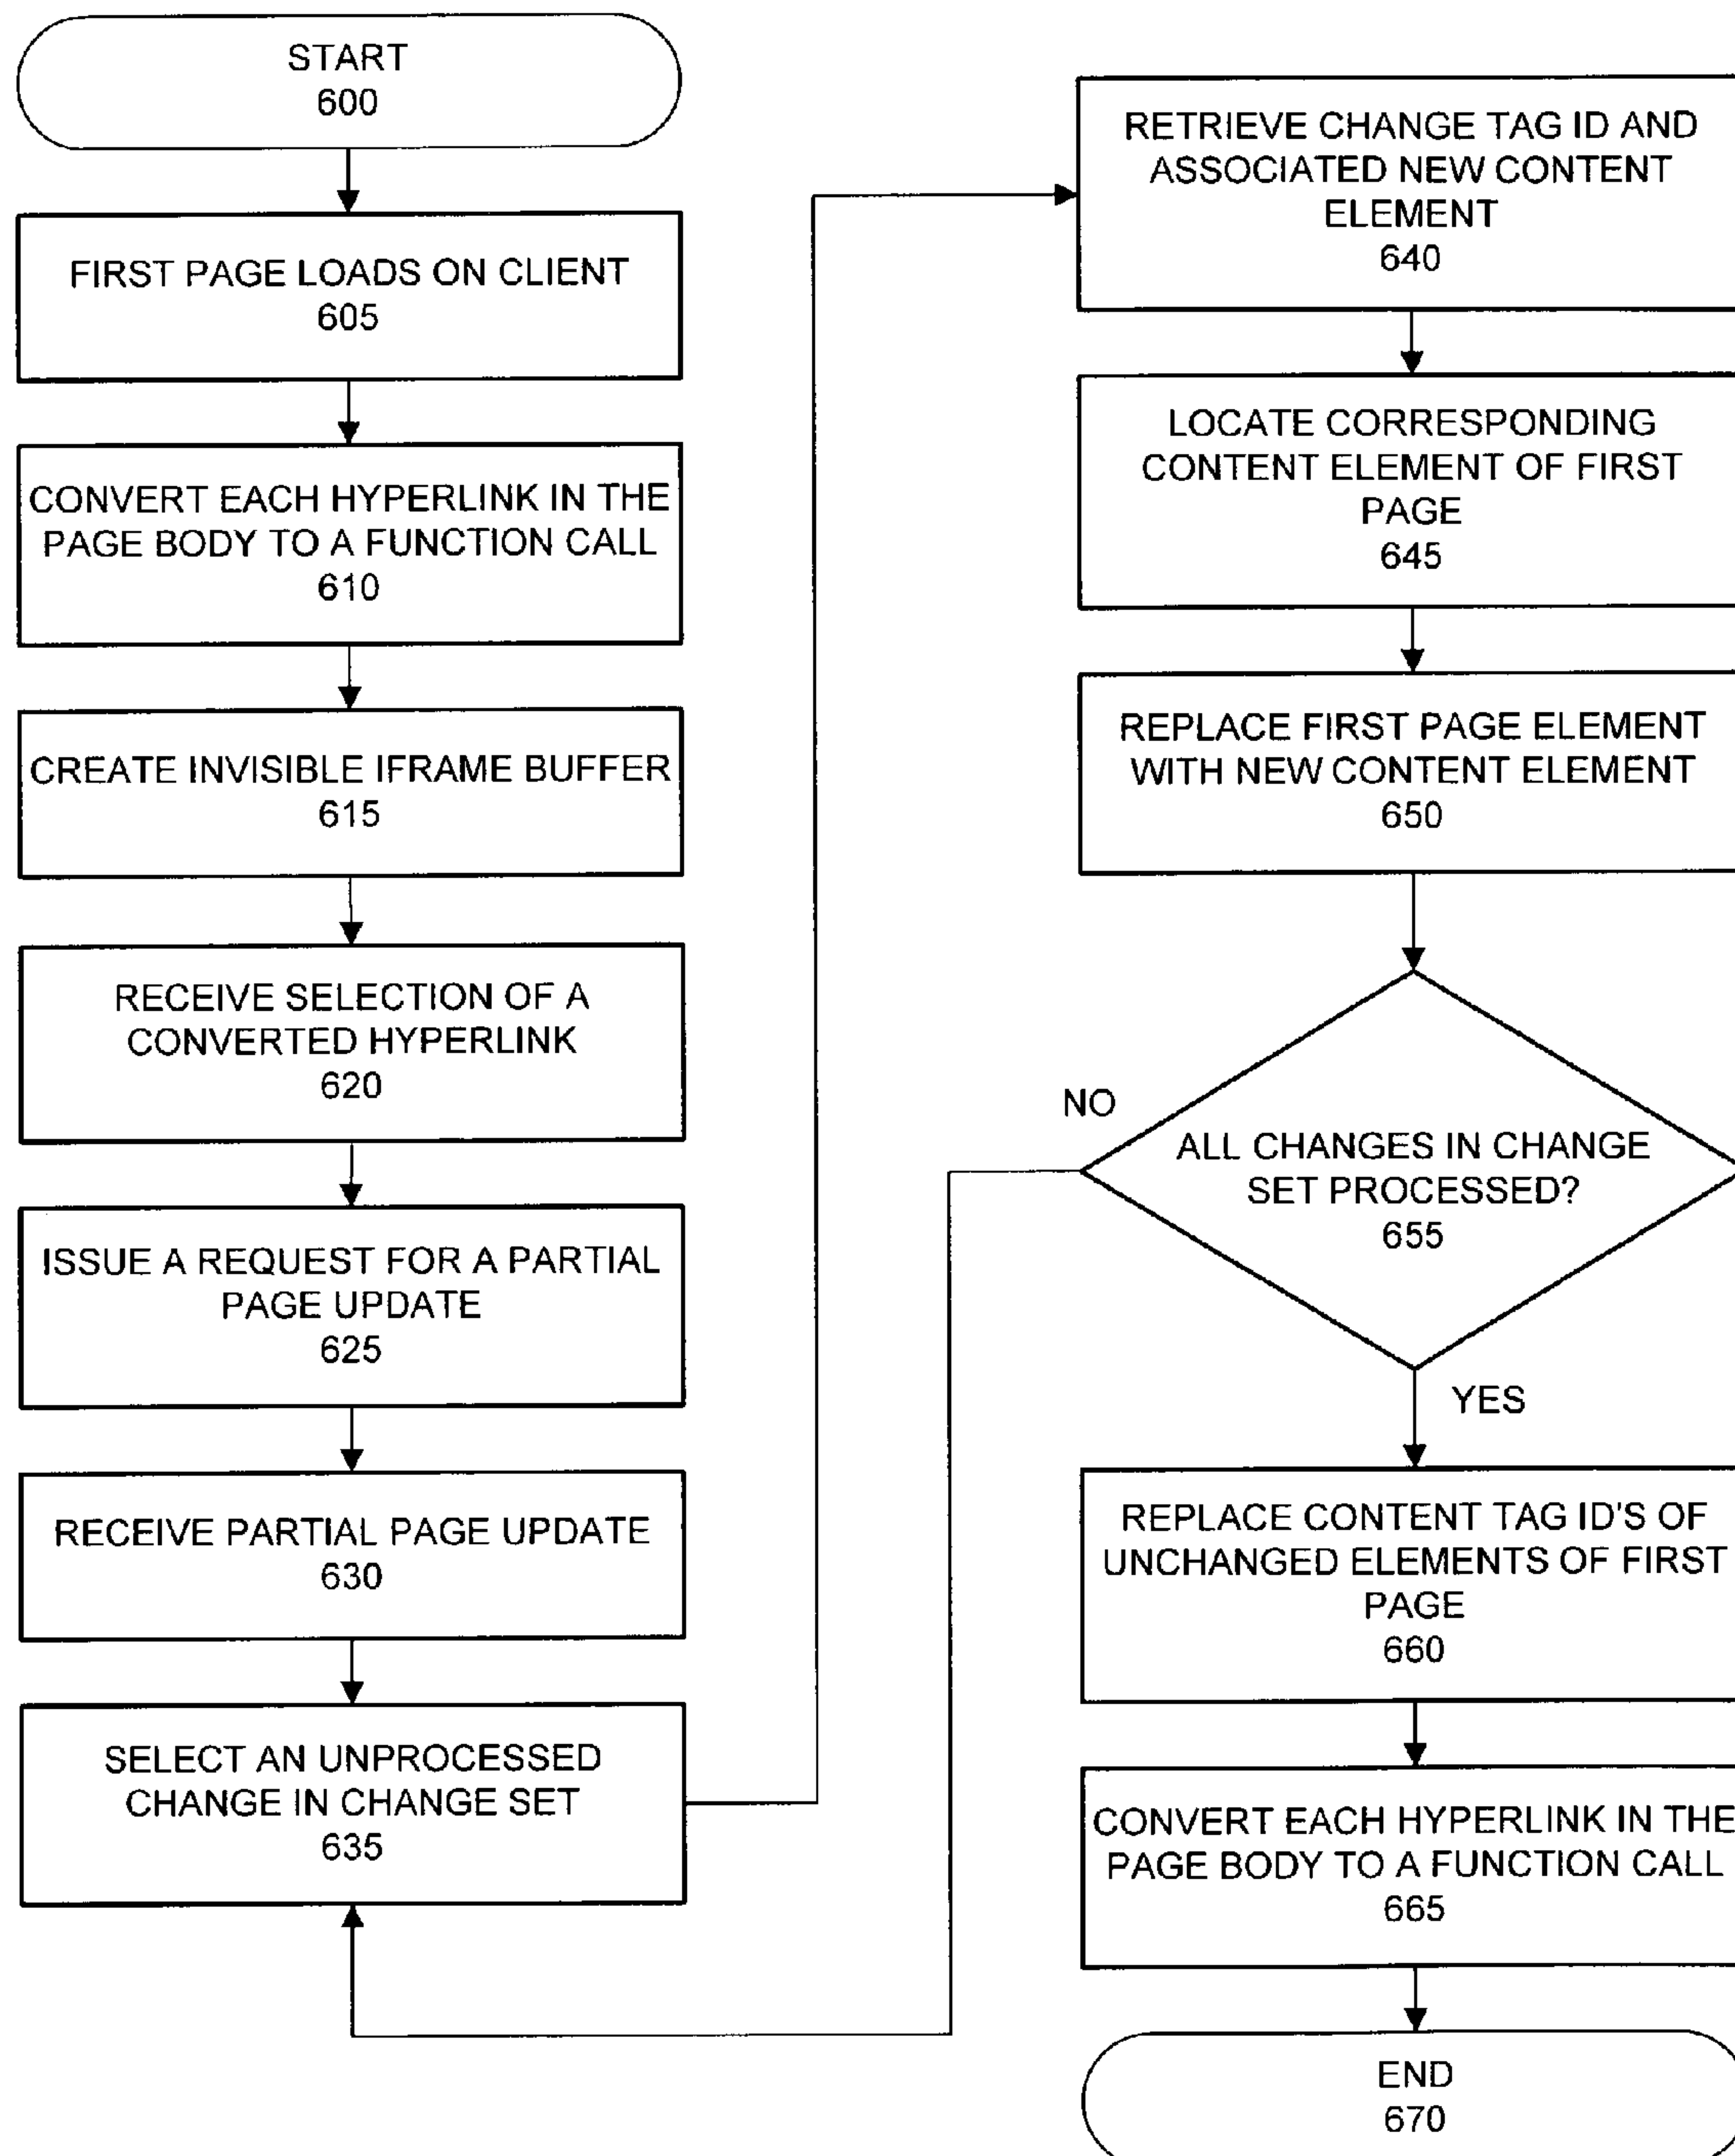 START
600
FIRST PAGE LOADS ON CLIENT
605
CONVERT EACH HYPERLINK IN THE
PAGE BODY TO A FUNCTION CALL
610
CREATE INVISIBLE IFRAME BUFFER
615
RECEIVE SELECTION OF A
CONVERTED HYPERLINK
620
ISSUE A REQUEST FOR A PARTIAL
PAGE UPDATE
625
RECEIVE PARTIAL PAGE UPDATE
630
SELECT AN UNPROCESSED
CHANGE IN CHANGE SET
635
RETRIEVE CHANGE TAG ID AND
ASSOCIATED NEW CONTENT
ELEMENT
640
LOCATE CORRESPONDING
CONTENT ELEMENT OF FIRST
PAGE
645
REPLACE FIRST PAGE ELEMENT
WITH NEW CONTENT ELEMENT
650
NO
ALL CHANGES IN CHANGE
SET PROCESSED?
655
YES
REPLACE CONTENT TAG ID'S OF
UNCHANGED ELEMENTS OF FIRST
PAGE
660
CONVERT EACH HYPERLINK IN THE
PAGE BODY TO A FUNCTION CALL
665
END
670